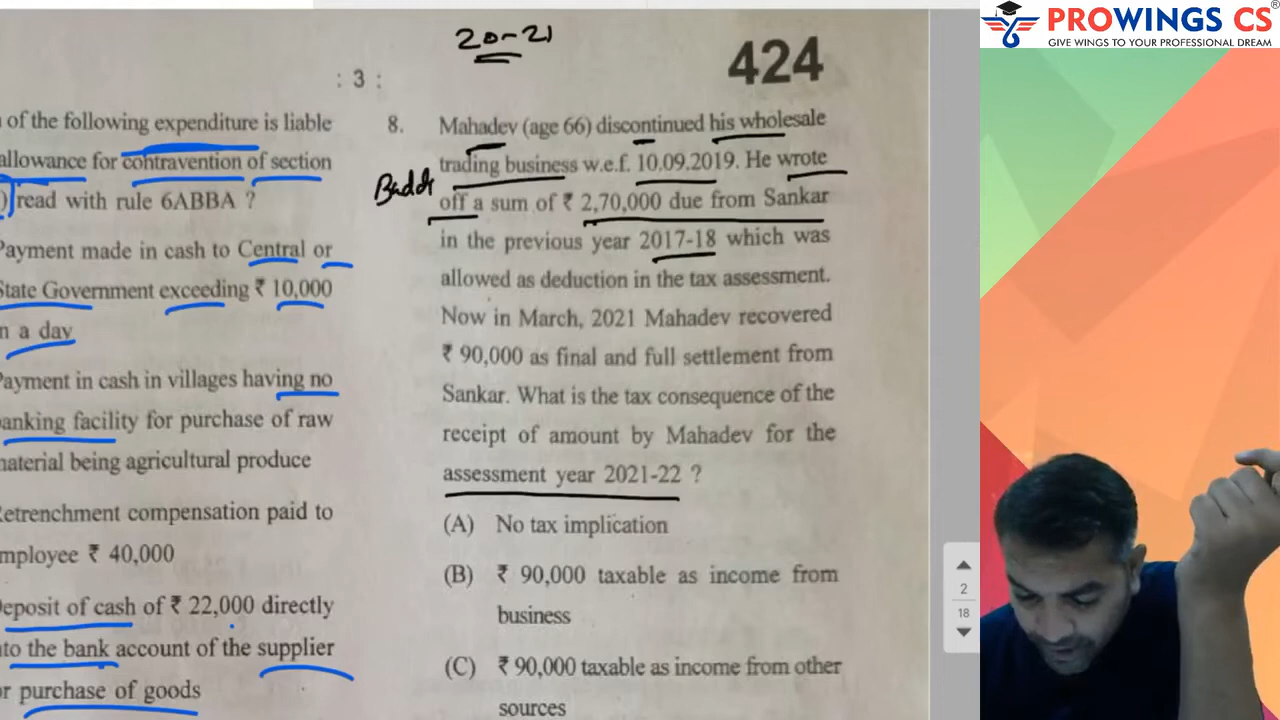 PROWINGS CS®
GIVE WINGS TO YOUR PROFESSIONAL DREAM
20-21
424
: 3 :
of the following expenditure is liable
allowance for contravention of section
) read with rule 6ABBA ?
Payment made in cash to Central or
State Government exceeding ₹ 10,000
n a day
Payment in cash in villages having no
anking facility for purchase of raw
material being agricultural produce
Retrenchment compensation paid to
mployee ₹ 40,000
Deposit of cash of ₹ 22,000 directly
nto the bank account of the supplier
or purchase of goods
8. Mahadev (age 66) discontinued his wholesale
trading business w.e.f. 10.09.2019. He wrote
off a sum of ₹ 2,70,000 due from Sankar
in the previous year 2017-18 which was
allowed as deduction in the tax assessment.
Now in March, 2021 Mahadev recovered
₹ 90,000 as final and full settlement from
Sankar. What is the tax consequence of the
receipt of amount by Mahadev for the
assessment year 2021-22 ?
(A) No tax implication
(B) ₹ 90,000 taxable as income from
business
(C) ₹ 90,000 taxable as income from other
sources
2
18